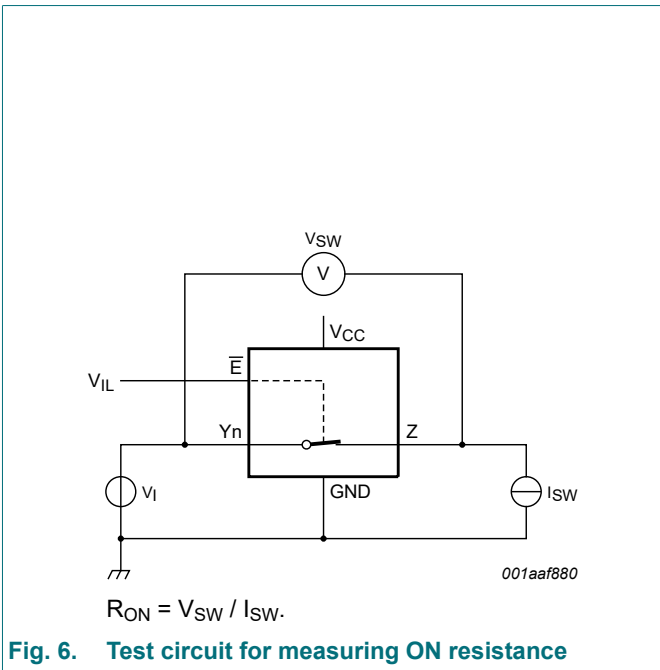 VSW
V
VCC
E̅
VIL
Yn
Z
VI
GND
ISW
001aaf880
RON = VSW / ISW.
Fig. 6. Test circuit for measuring ON resistance